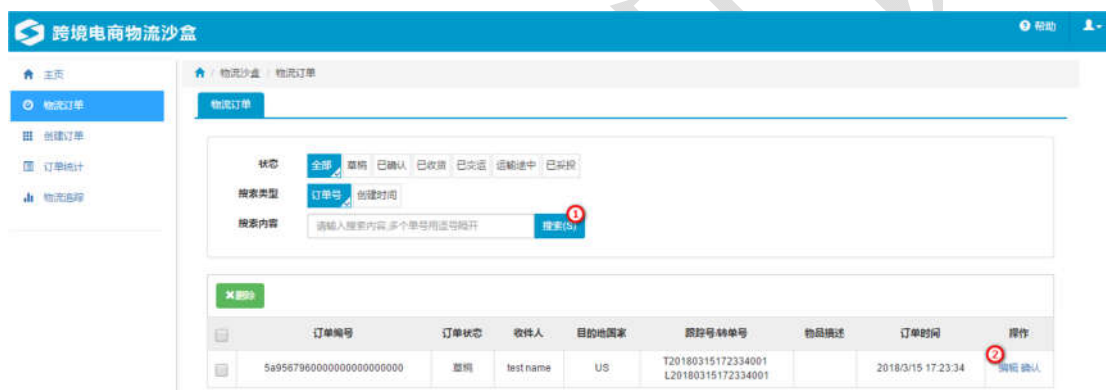 跨境电商物流沙盒
帮助
主页
物流订单
创建订单
订单统计
物流追踪
/ 物流沙盒 / 物流订单
物流订单
状态 全部 草稿 已确认 已收货 已交运 运输途中 已妥投
搜索类型 订单号 创建时间
搜索内容 请输入搜索内容,多个单号用逗号隔开 搜索(S) 1
×删除
订单编号 订单状态 收件人 目的地国家 跟踪号/转单号 物品描述 订单时间 操作
草稿 test name US T20180315172334001 2018/3/15 17:23:34 2 编辑 确认
L20180315172334001